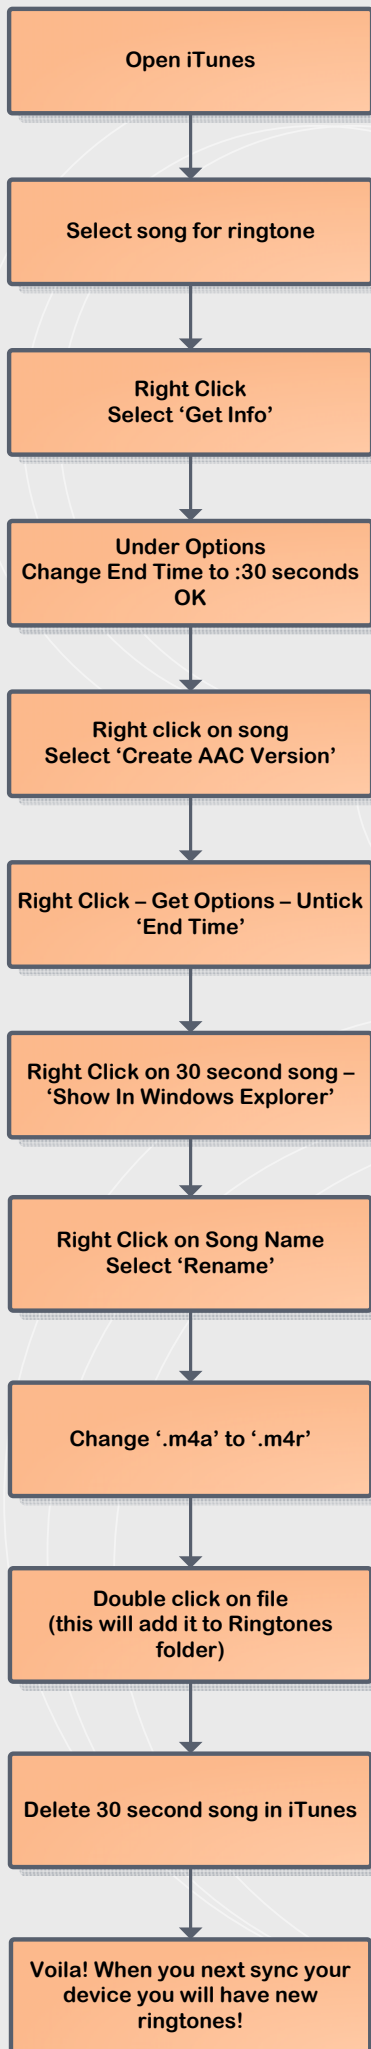 Open iTunes
Select song for ringtone
Right Click
Select ‘Get Info’
Under Options
Change End Time to :30 seconds
OK
Right click on song
Select ‘Create AAC Version’
Right Click – Get Options – Untick
‘End Time’
Right Click on 30 second song –
‘Show In Windows Explorer’
Right Click on Song Name
Select ‘Rename’
Change ‘.m4a’ to ‘.m4r’
Double click on file
(this will add it to Ringtones
folder)
Delete 30 second song in iTunes
Voila! When you next sync your
device you will have new
ringtones!